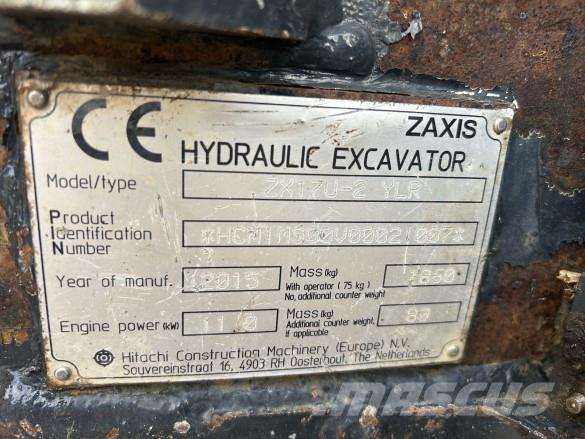 CE
ZAXIS
HYDRAULIC EXCAVATOR
Model/type ZX17U-2 YLR
Product
Identification
Number
Year of manuf. 2015
Mass(kg)
With operator (75 kg)
No, additional counter weight
Engine power(kW) 11.0
Mass(kg) 80
Additional counter weight,
if applicable
Hitachi Construction Machinery (Europe) N.V.
Souvereinstraat 16, 4903 RH Oosterhout, The Netherlands
MASCUS